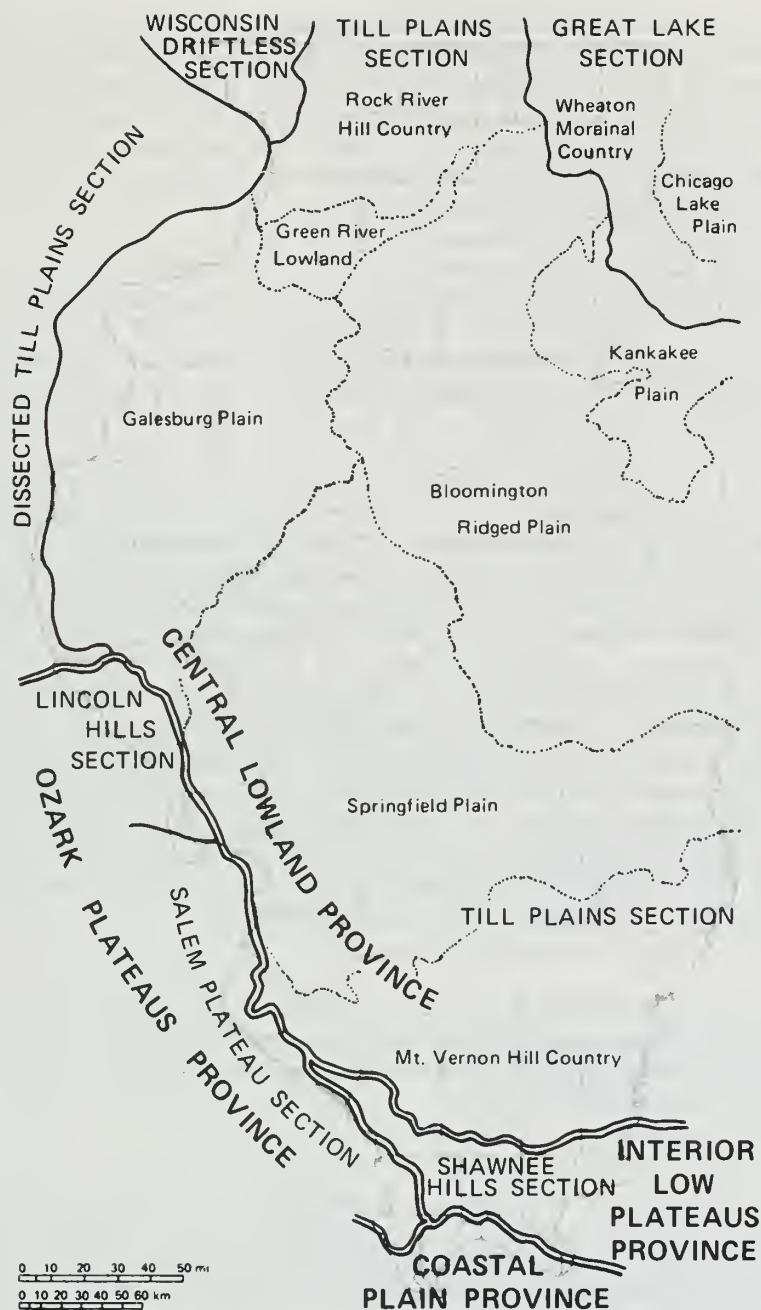 WISCONSIN
DRIFTLESS
SECTION
TILL PLAINS
SECTION
GREAT LAKE
SECTION
Rock River
Hill Country
Wheaton
Morainal
Country
Chicago
Lake
Plain
DISSECTED TILL PLAINS SECTION
Green River
Lowland
Kankakee
Plain
Galesburg Plain
Bloomington
Ridged Plain
CENTRAL LOWLAND PROVINCE
LINCOLN
HILLS
SECTION
OZARK PLATEAUS PROVINCE
Springfield Plain
SALEM PLATEAU SECTION
TILL PLAINS SECTION
Mt. Vernon Hill Country
SHAWNEE
HILLS SECTION
INTERIOR
LOW
PLATEAUS
PROVINCE
COASTAL
PLAIN PROVINCE
0 10 20 30 40 50 mi
0 10 20 30 40 50 60 km